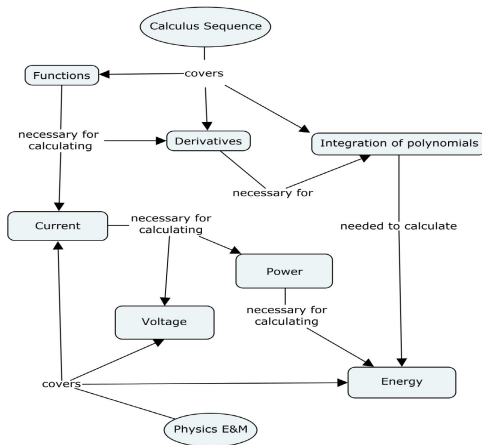 Calculus Sequence
Functions
covers
necessary for
calculating
Derivatives
Integration of polynomials
necessary for
Current
necessary for
calculating
needed to calculate
Power
Voltage
necessary for
calculating
covers
Energy
Physics E&M